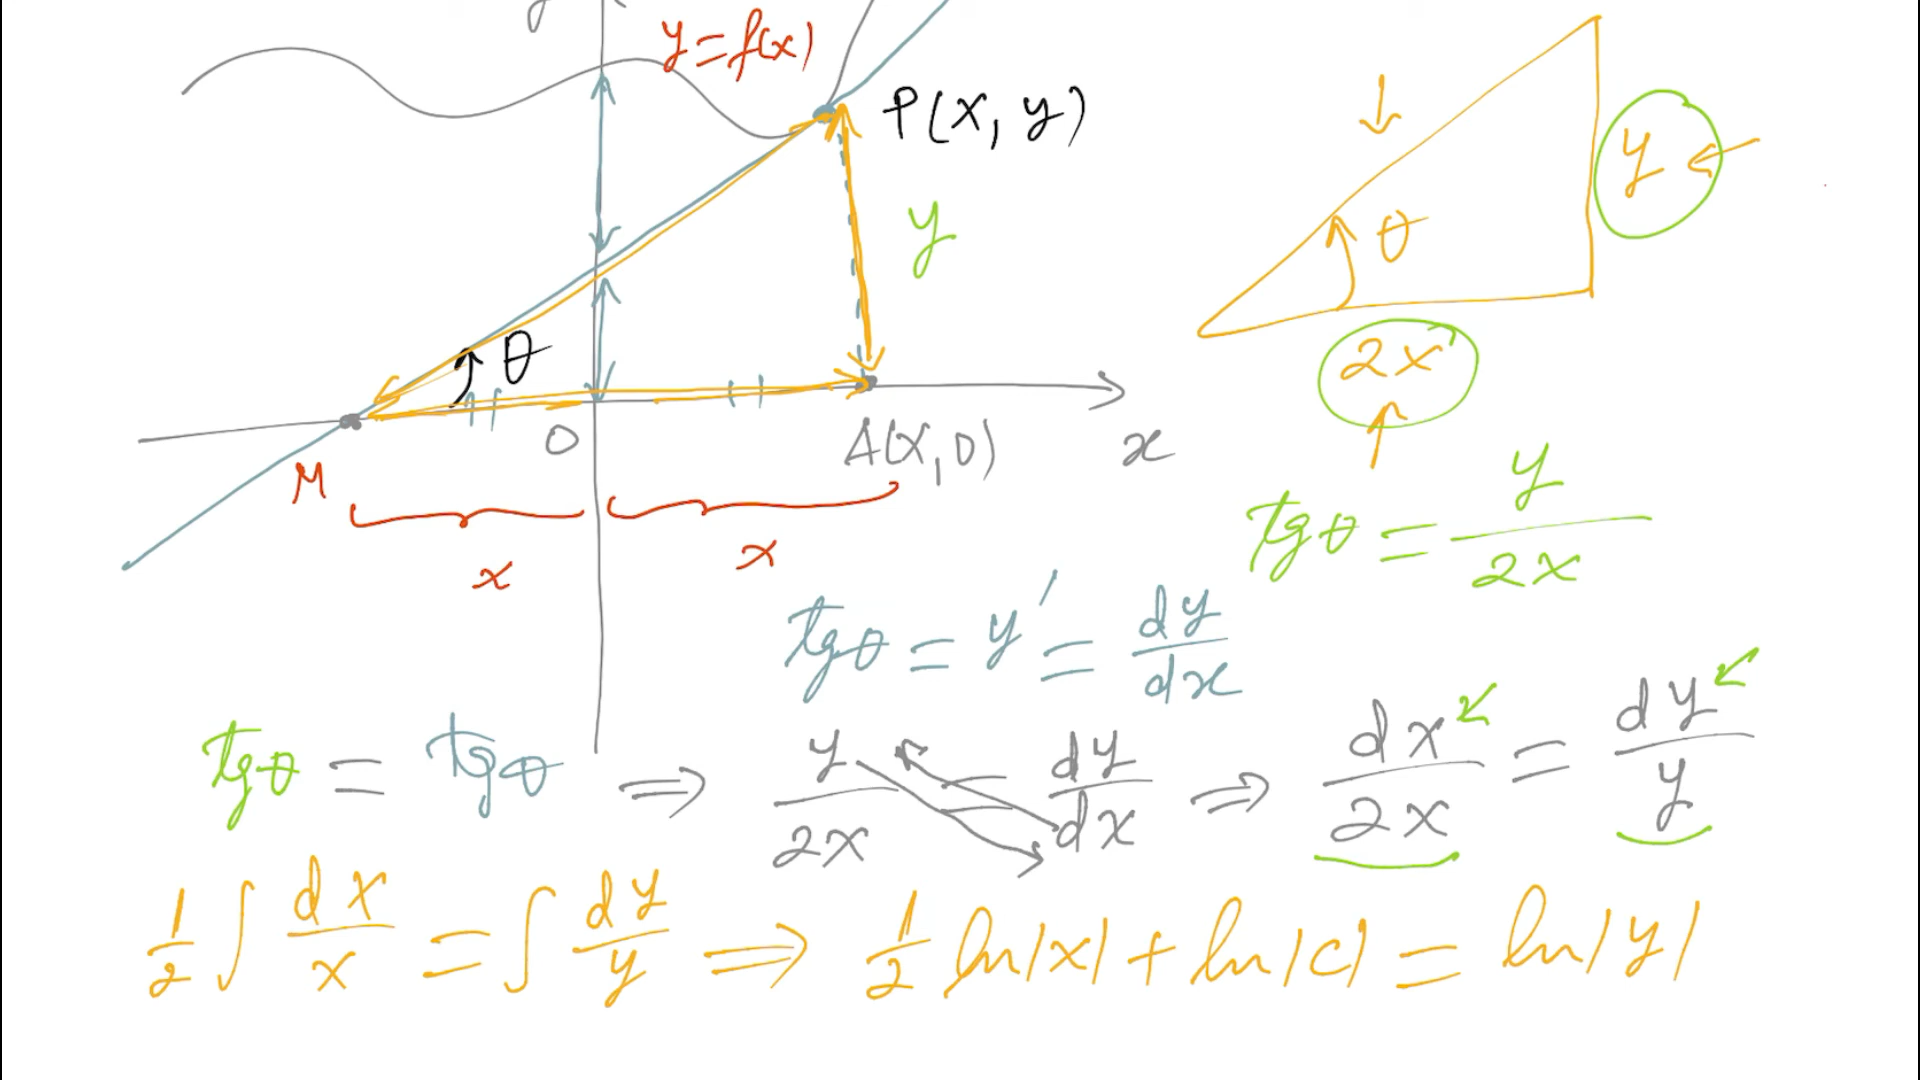 y
y = f(x)
P(x, y)
y
θ
y
θ
2x
O
A(x, 0)
x
M
x
x
tgθ = y / 2x
tgθ = y' = dy / dx
tgθ = tgθ ⇒ y / 2x dy / dx ⇒ dx / 2x = dy / y
1/2 ∫ dx / x = ∫ dy / y ⇒ 1/2 ln|x| + ln|c| = ln|y|